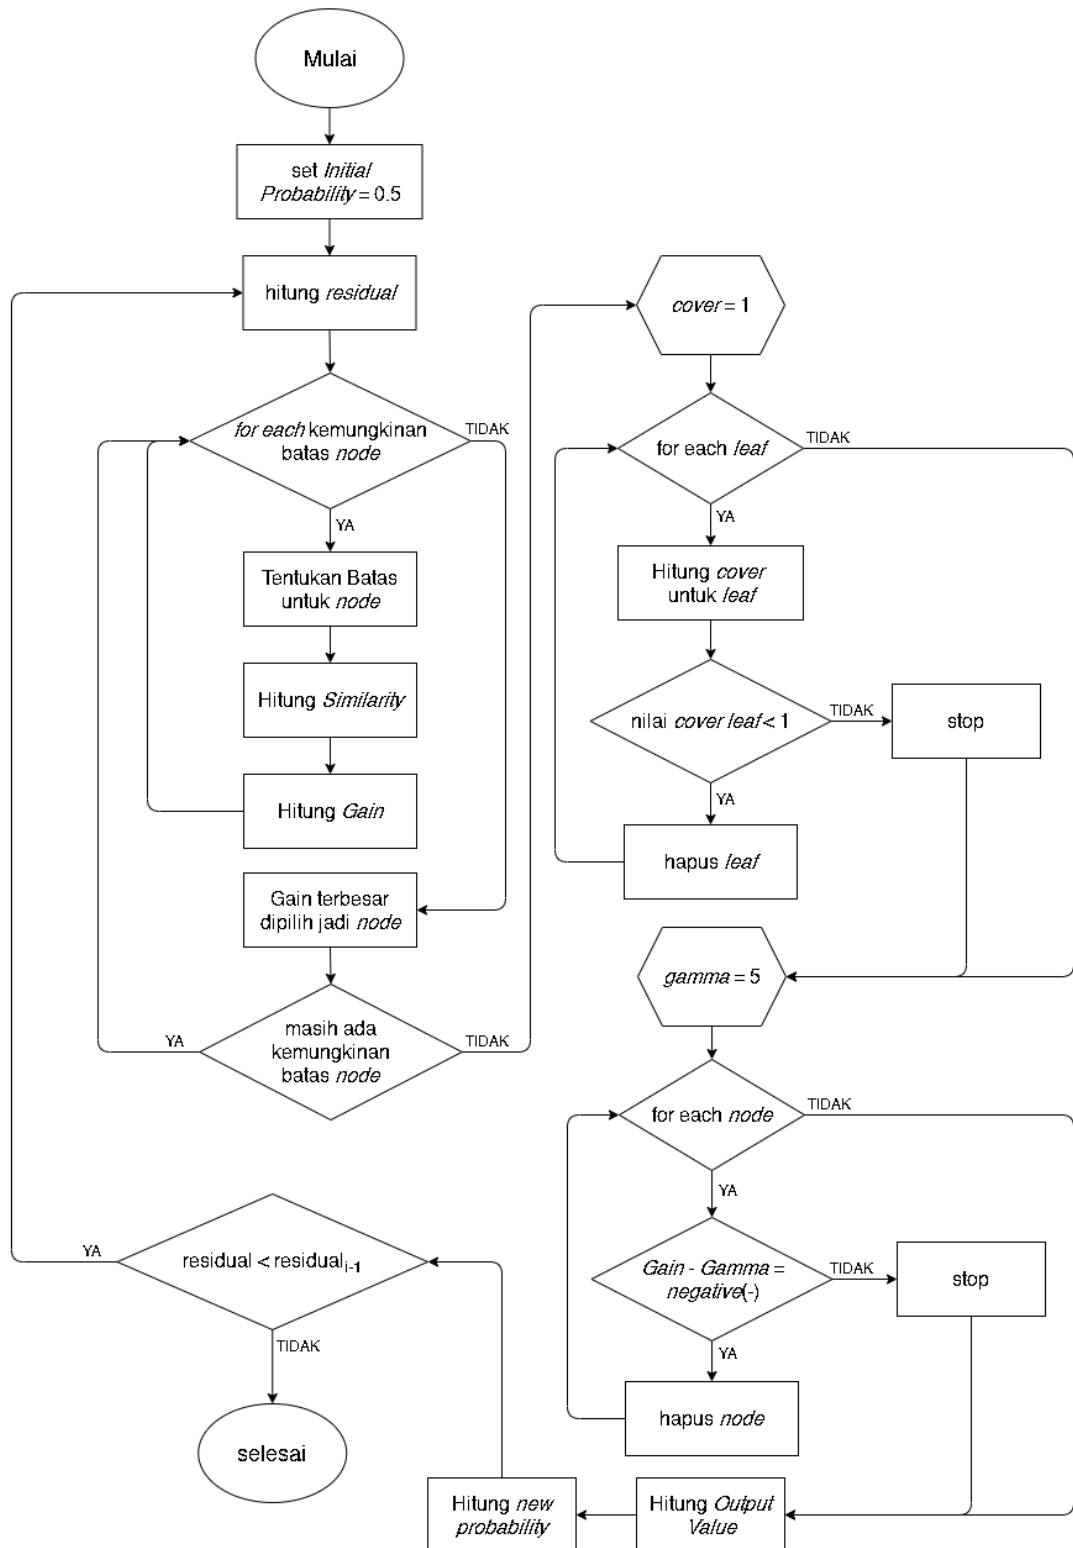 Mulai
set Initial
Probability = 0.5
hitung residual
for each kemungkinan
batas node
TIDAK
YA
Tentukan Batas
untuk node
Hitung Similarity
Hitung Gain
Gain terbesar
dipilih jadi node
masih ada
kemungkinan
batas node
YA
TIDAK
cover = 1
for each leaf
TIDAK
YA
Hitung cover
untuk leaf
nilai cover leaf < 1
TIDAK
stop
YA
hapus leaf
gamma = 5
for each node
TIDAK
YA
Gain - Gamma =
negative(-)
TIDAK
stop
YA
hapus node
Hitung Output
Value
Hitung new
probability
residual < residuali-1
YA
TIDAK
selesai